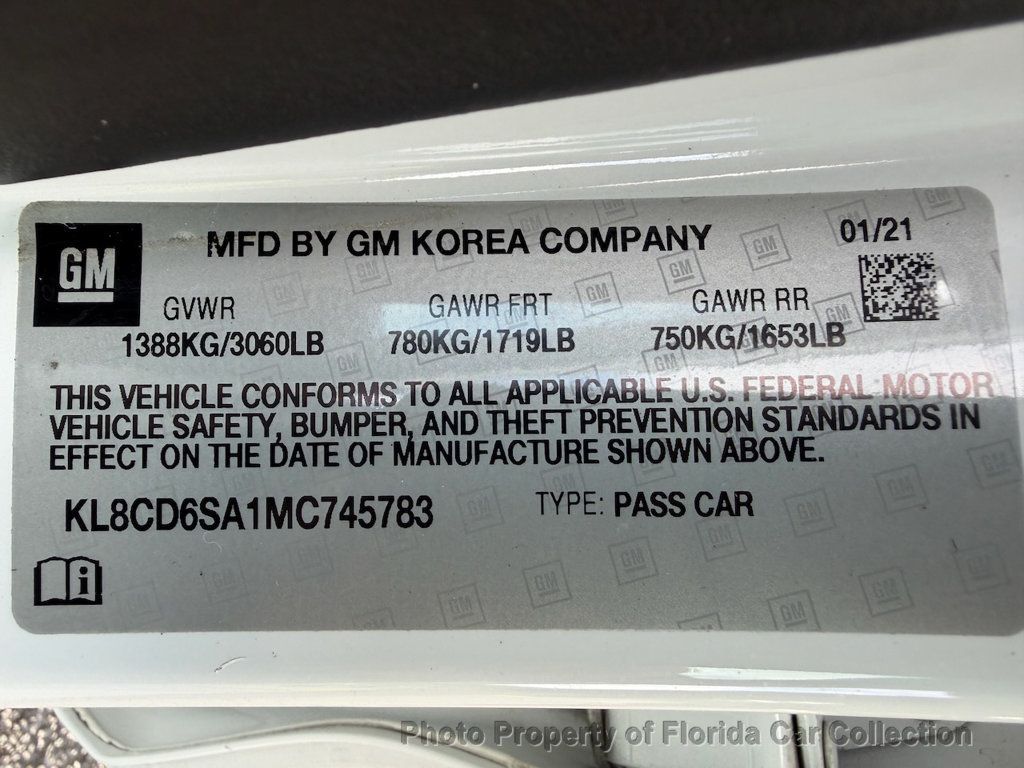 GM
MFD BY GM KOREA COMPANY 01/21
GVWR GAWR FRT GAWR RR
1388KG/3060LB 780KG/1719LB 750KG/1653LB
THIS VEHICLE CONFORMS TO ALL APPLICABLE U.S. FEDERAL MOTOR
VEHICLE SAFETY, BUMPER, AND THEFT PREVENTION STANDARDS IN
EFFECT ON THE DATE OF MANUFACTURE SHOWN ABOVE.
KL8CD6SA1MC745783 TYPE: PASS CAR
i
Photo Property of Florida Car Collection